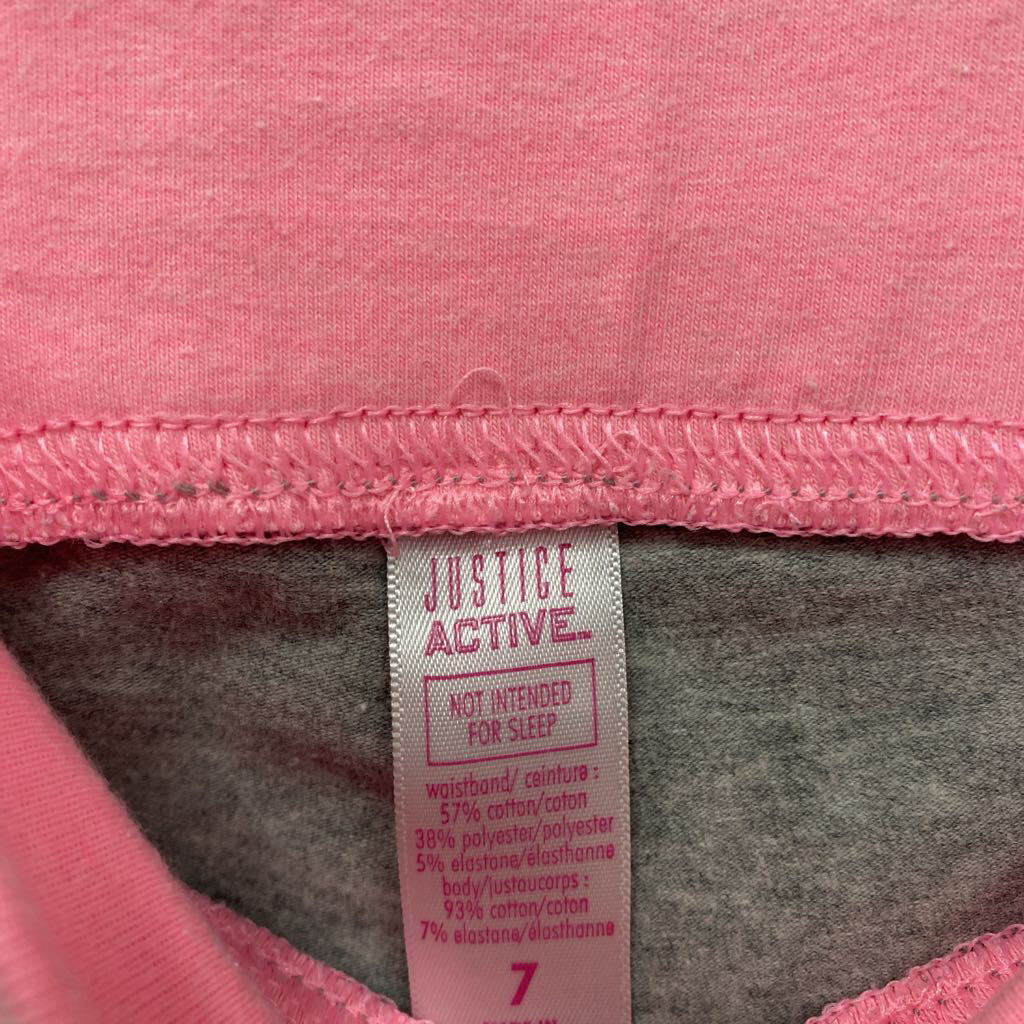 JUSTICE
ACTIVE™
NOT INTENDED
FOR SLEEP
waistband/ ceinture :
57% cotton/coton
38% polyester/polyester
5% elastane/élasthanne
body/justaucorps :
93% cotton/coton
7% elastane/élasthanne
7